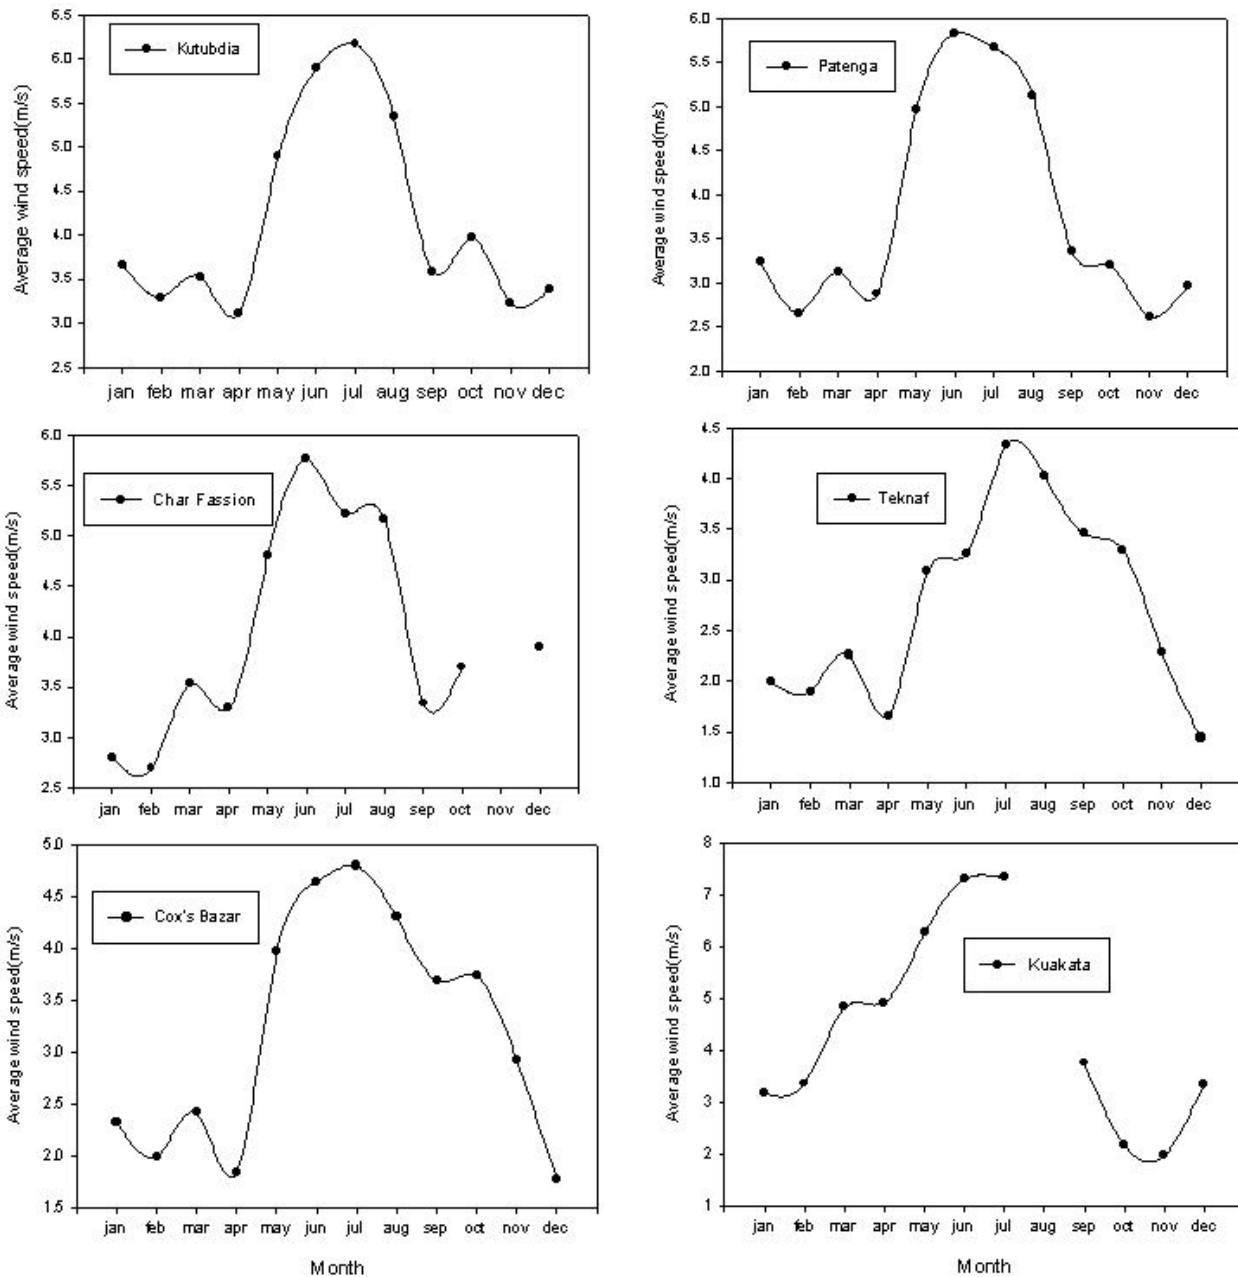 Kutubdia
Average wind speed(m/s)
6.5
6.0
5.5
5.0
4.5
4.0
3.5
3.0
2.5
jan feb mar apr may jun jul aug sep oct nov dec
Patenga
Average wind speed(m/s)
6.0
5.5
5.0
4.5
4.0
3.5
3.0
2.5
2.0
jan feb mar apr may jun jul aug sep oct nov dec
Char Fassion
Average wind speed(m/s)
6.0
5.5
5.0
4.5
4.0
3.5
3.0
2.5
jan feb mar apr may jun jul aug sep oct nov dec
Teknaf
Average wind speed(m/s)
4.5
4.0
3.5
3.0
2.5
2.0
1.5
1.0
jan feb mar apr may jun jul aug sep oct nov dec
Cox's Bazar
Average wind speed(m/s)
5.0
4.5
4.0
3.5
3.0
2.5
2.0
1.5
jan feb mar apr may jun jul aug sep oct nov dec
Month
Kuakata
Average wind speed(m/s)
8
7
6
5
4
3
2
1
jan feb mar apr may jun jul aug sep oct nov dec
Month